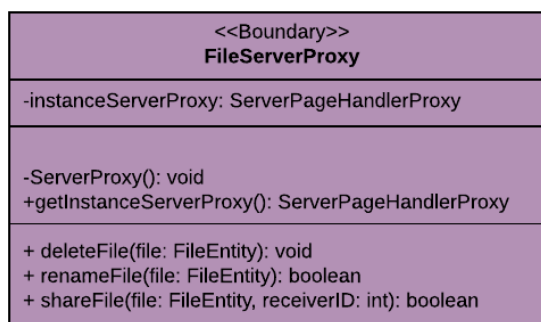 <<Boundary>>
FileServerProxy
-instanceServerProxy: ServerPageHandlerProxy
-ServerProxy(): void
+getInstanceServerProxy(): ServerPageHandlerProxy
+ deleteFile(file: FileEntity): void
+ renameFile(file: FileEntity): boolean
+ shareFile(file: FileEntity, receiverID: int): boolean